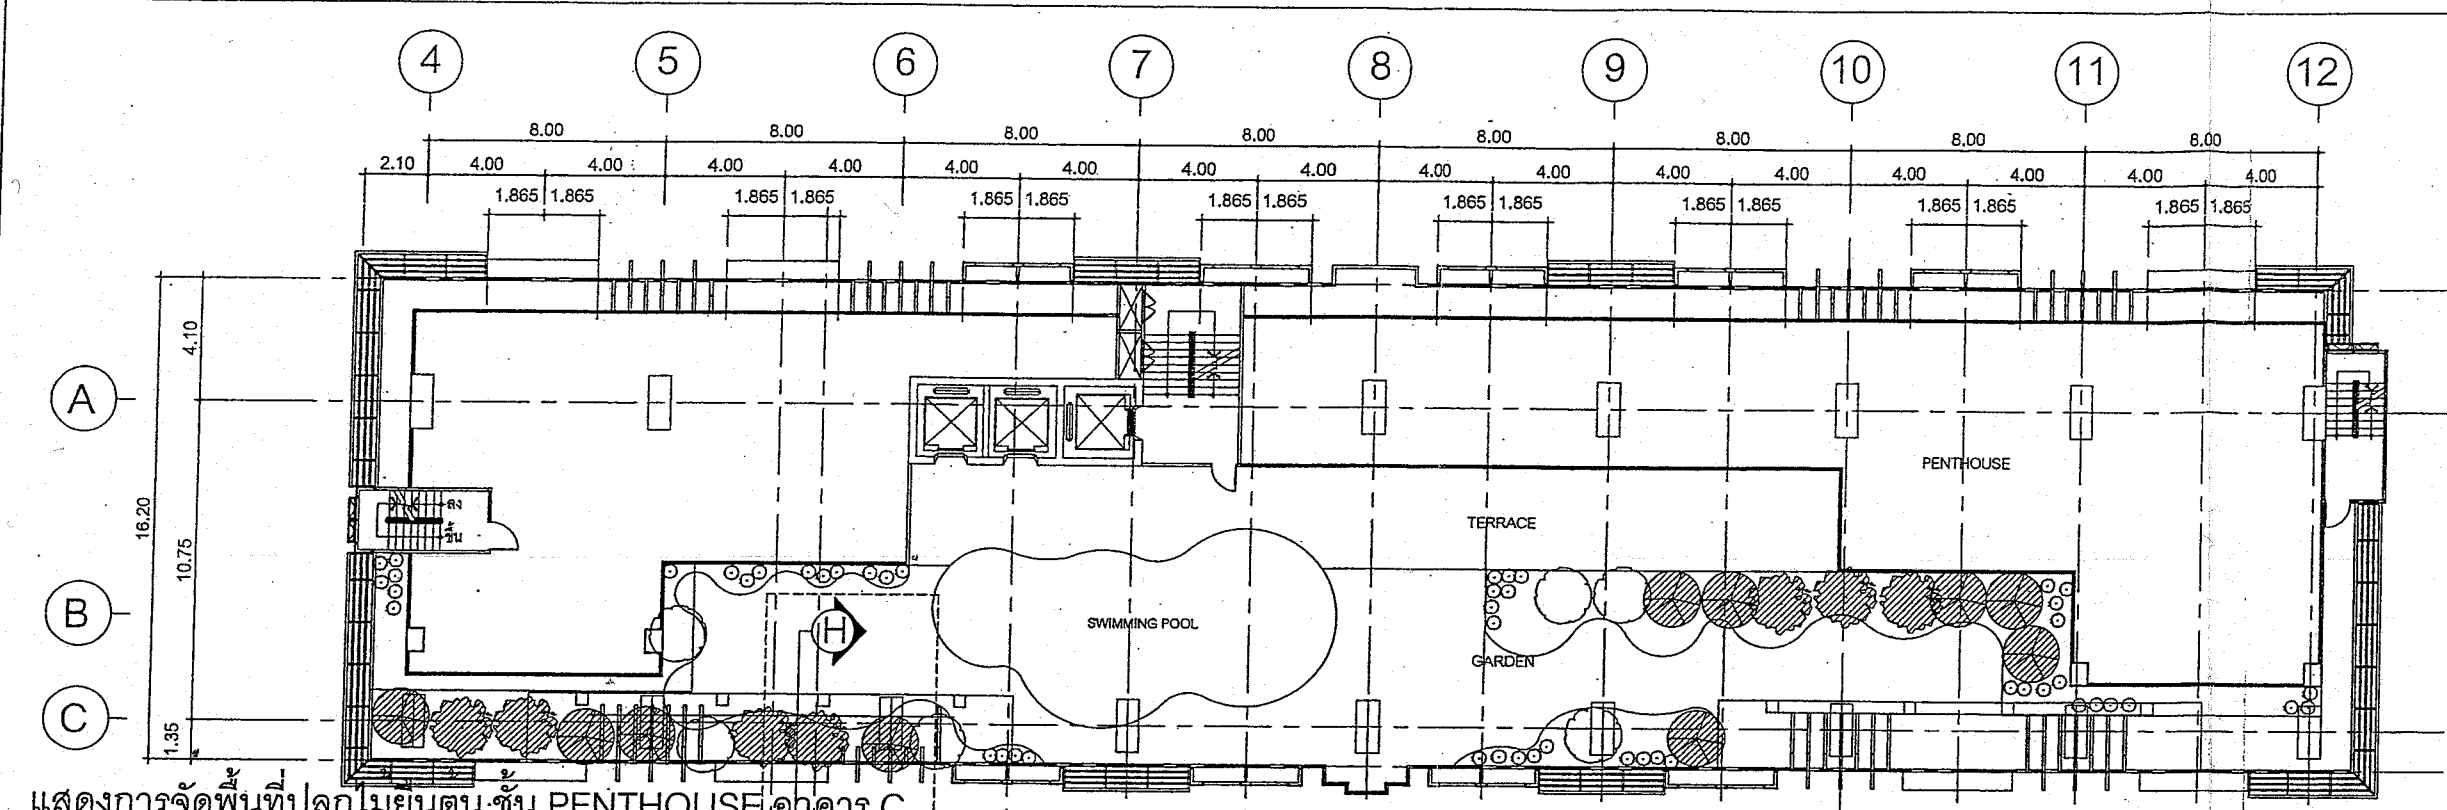 4 5 6 7 8 9 10 11 12
8.00 8.00 8.00 8.00 8.00 8.00 8.00 8.00
2.10 4.00 4.00 4.00 4.00 4.00 4.00 4.00 4.00 4.00 4.00 4.00 4.00 4.00 4.00 4.00 4.00
1.865 1.865 1.865 1.865 1.865 1.865 1.865 1.865 1.865 1.865 1.865 1.865 1.865 1.865 1.865 1.865
4.10
A
PENTHOUSE
16.20
ลง
TERRACE
ขึ้น
10.75
B
SWIMMING POOL
H
GARDEN
C
1.35
แสดงการจัดพื้นที่ปลูกไม้ยืนต้น ชั้น PENTHOUSE อาคาร C